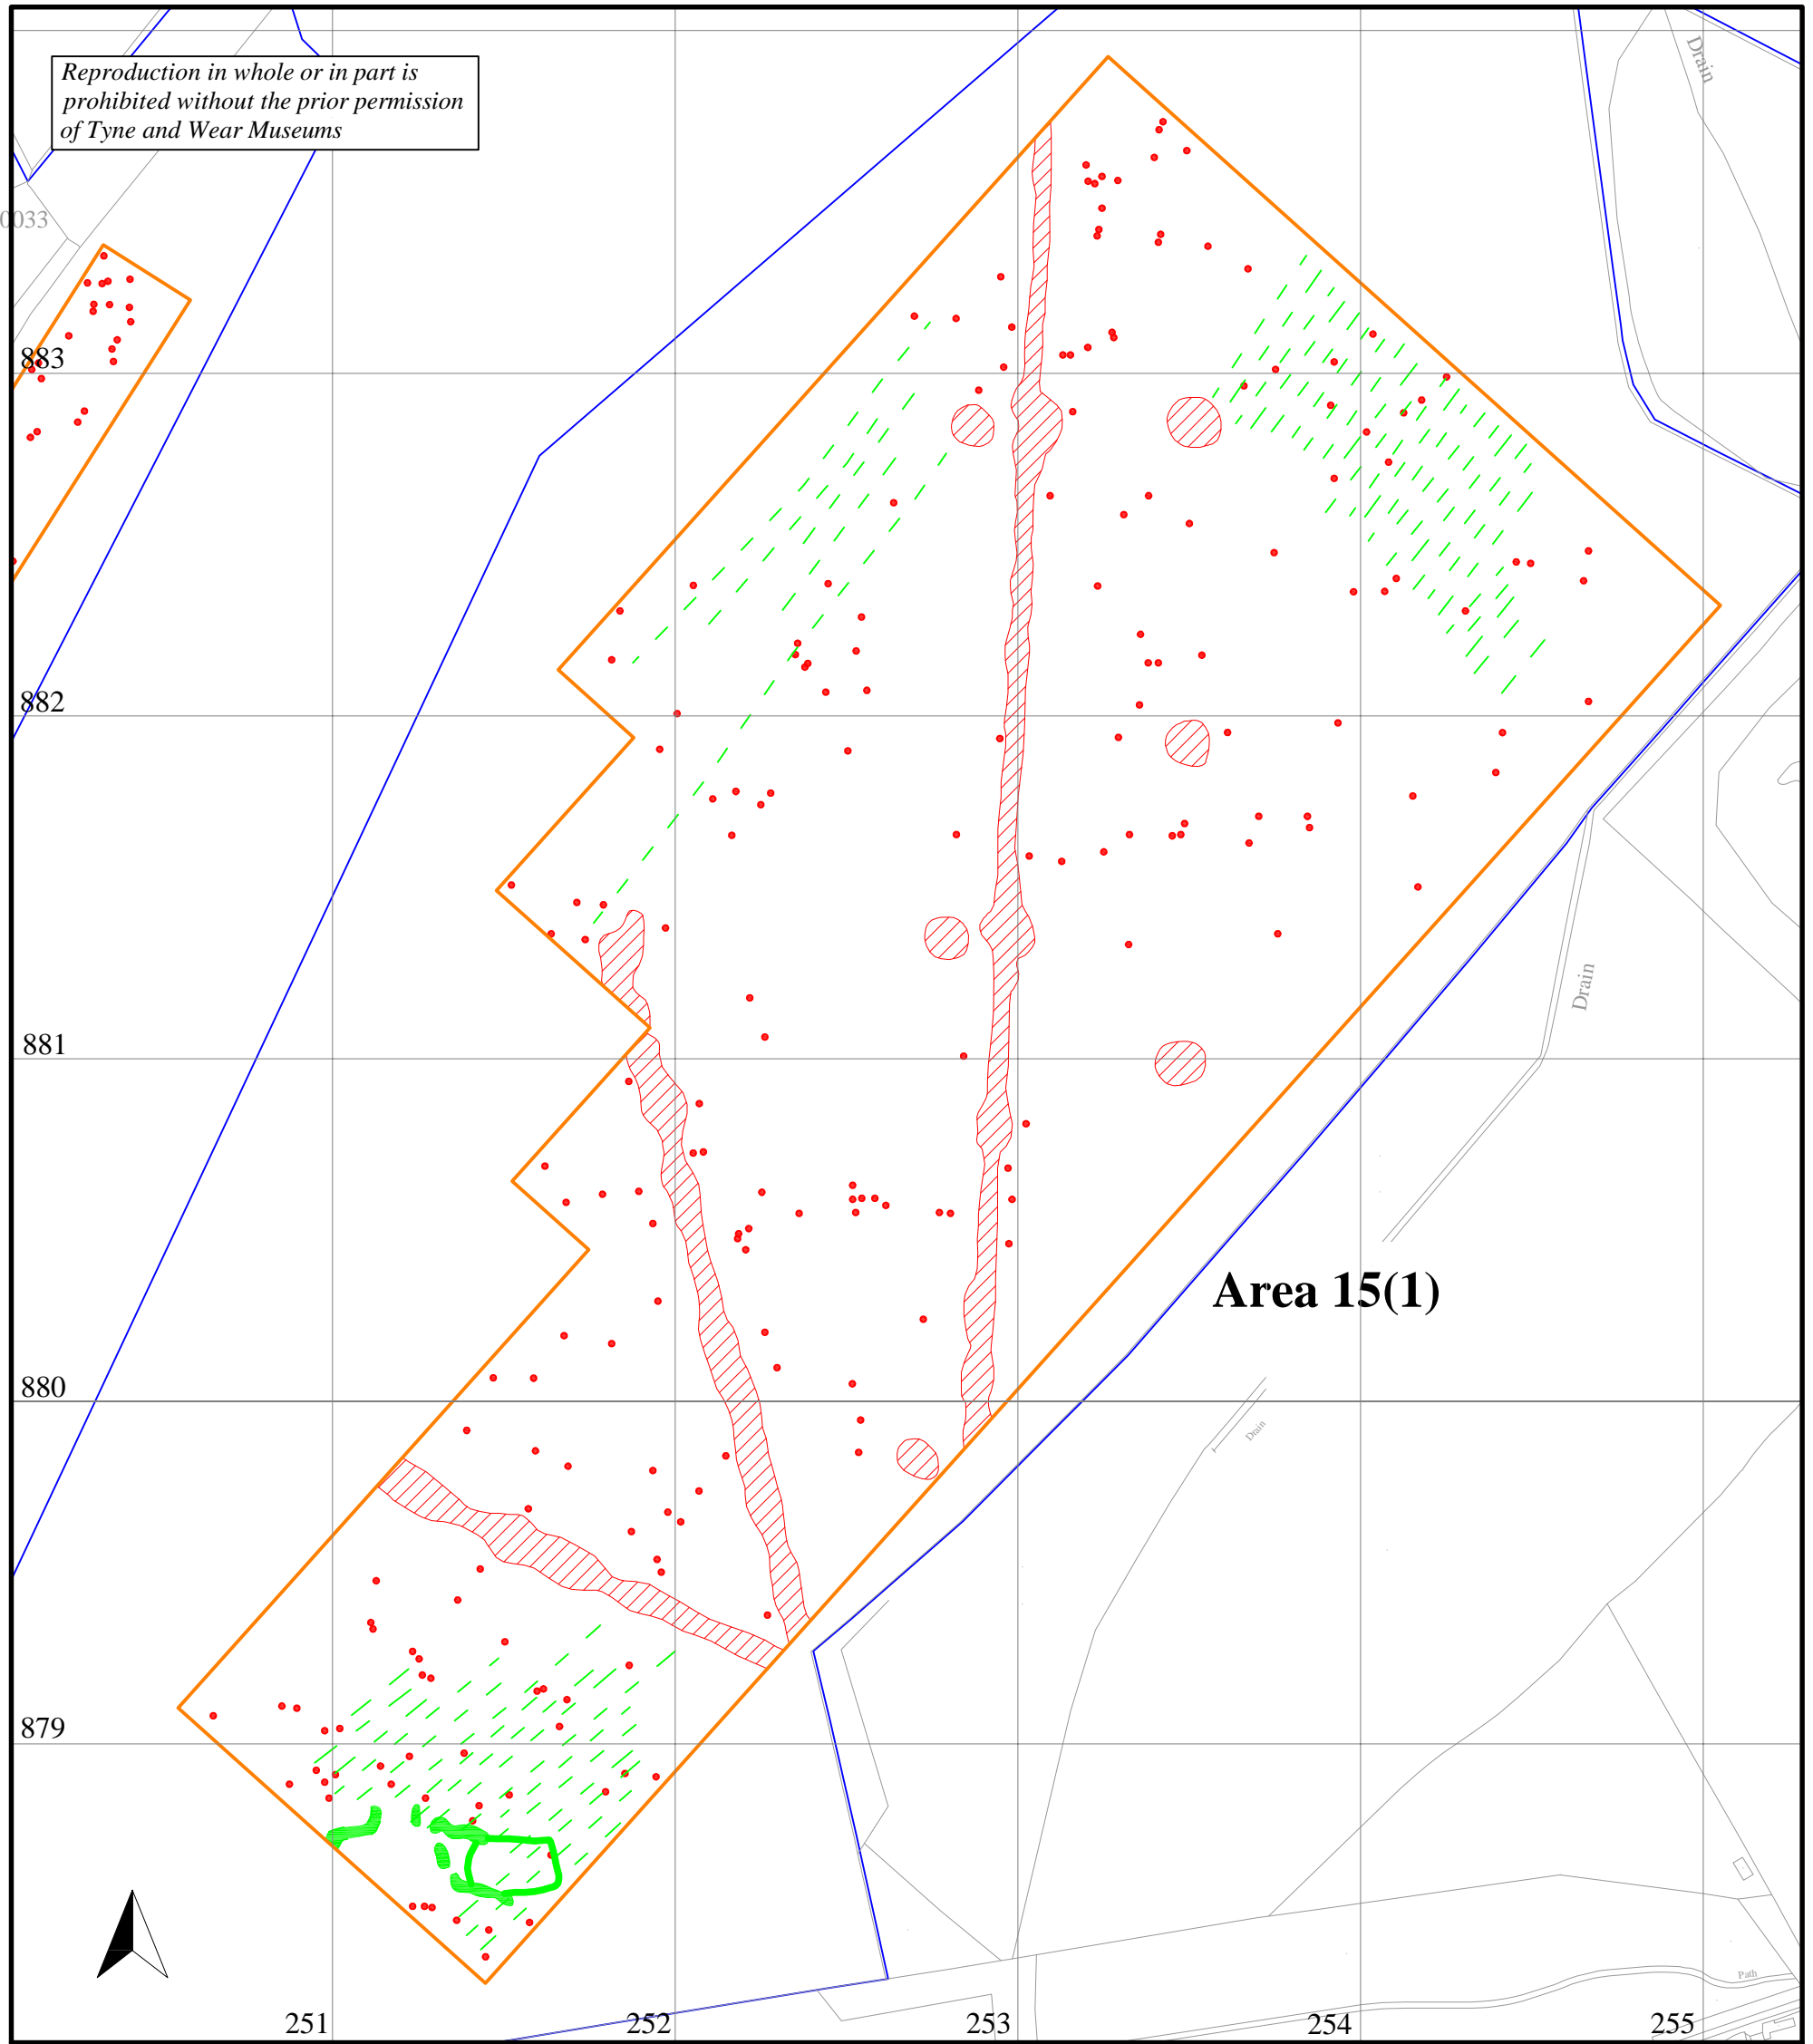 Reproduction in whole or in part is
prohibited without the prior permission
of Tyne and Wear Museums
Drain
0033
883
882
Drain
881
Area 15(1)
880
Drain
879
Path
251
252
253
254
255